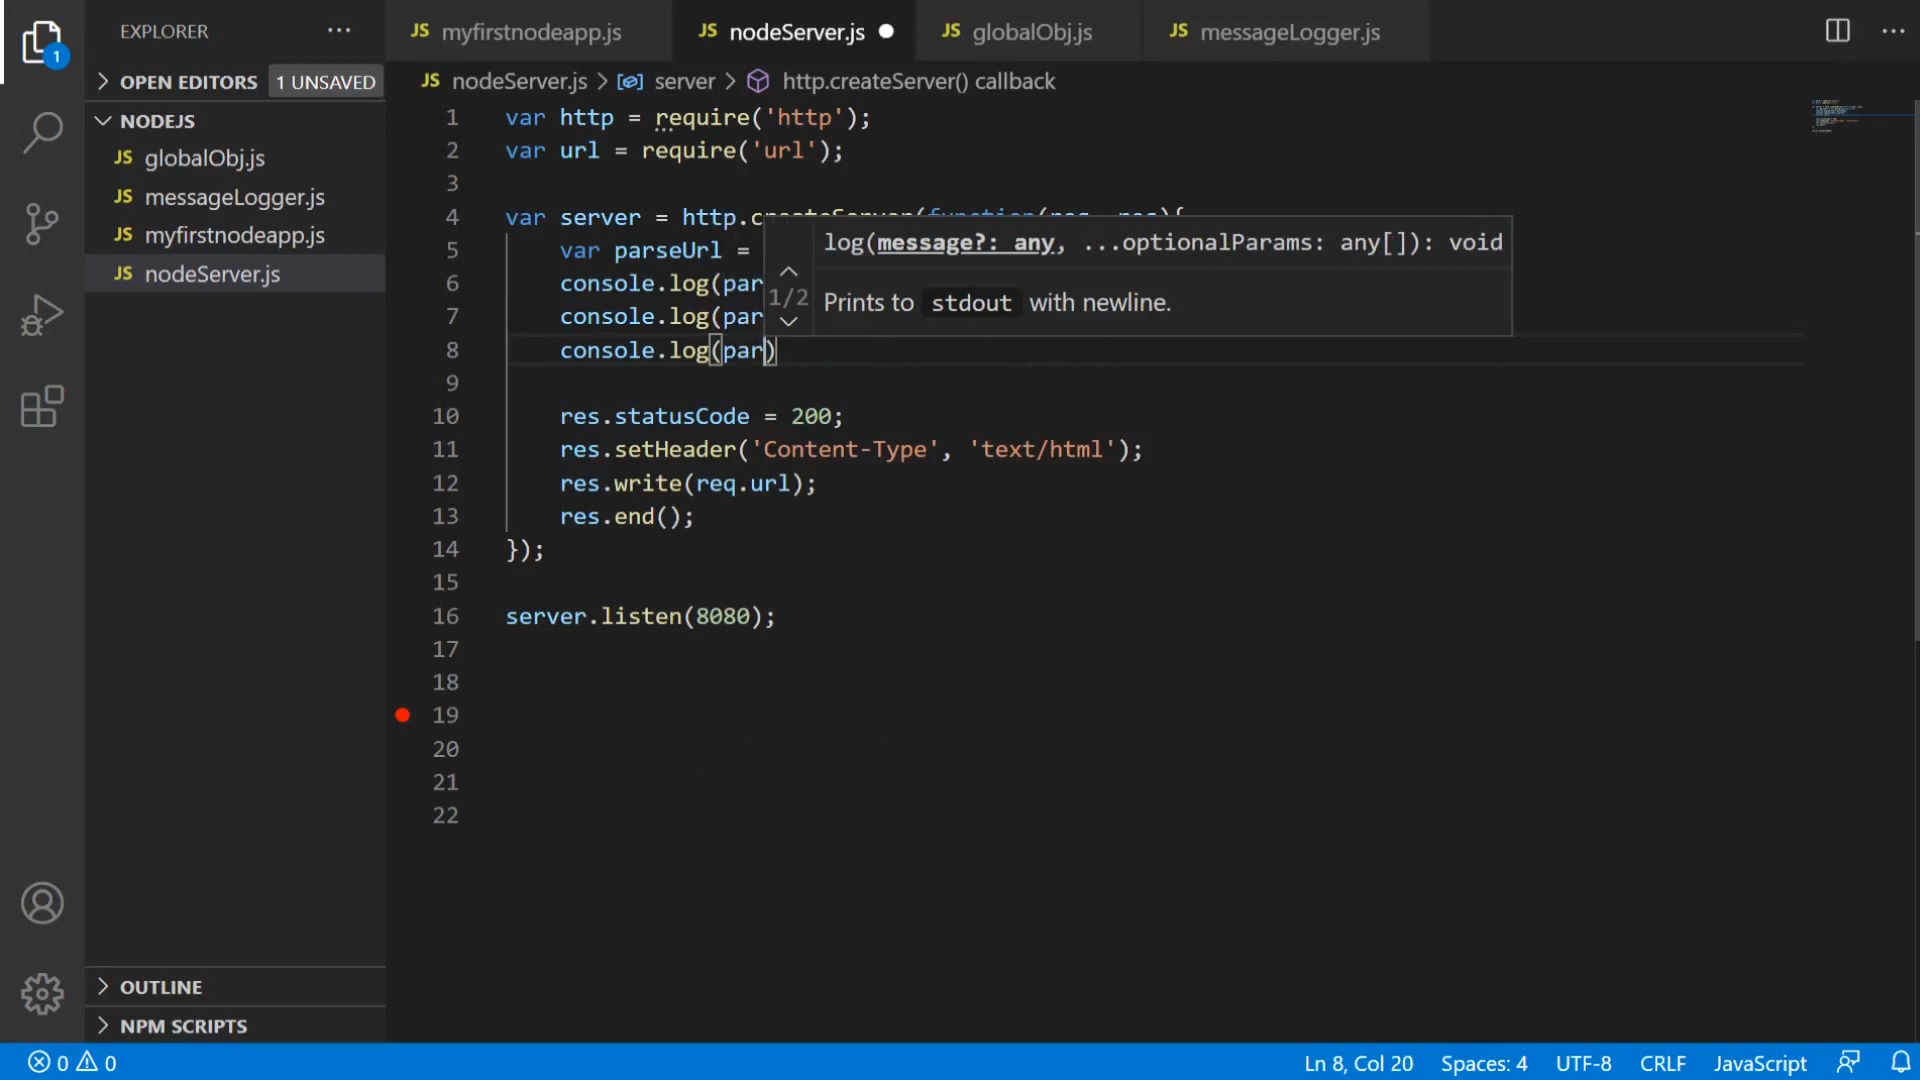 EXPLORER
1
OPEN EDITORS 1 UNSAVED
NODEJS
JS globalObj.js
JS messageLogger.js
JS myfirstnodeapp.js
JS nodeServer.js
OUTLINE
NPM SCRIPTS
JS myfirstnodeapp.js JS nodeServer.js JS globalObj.js JS messageLogger.js
JS nodeServer.js > server > http.createServer() callback
1 var http = require('http');
2 var url = require('url');
3
4 var server = http.createServer(function(req, res){
5 var parseUrl =
6 console.log(par
7 console.log(par
8 console.log(par)
9
10 res.statusCode = 200;
11 res.setHeader('Content-Type', 'text/html');
12 res.write(req.url);
13 res.end();
14 });
15
16 server.listen(8080);
17
18
19
20
21
22
log(message?: any, ...optionalParams: any[]): void
1/2
Prints to stdout with newline.
0 0 Ln 8, Col 20 Spaces: 4 UTF-8 CRLF JavaScript